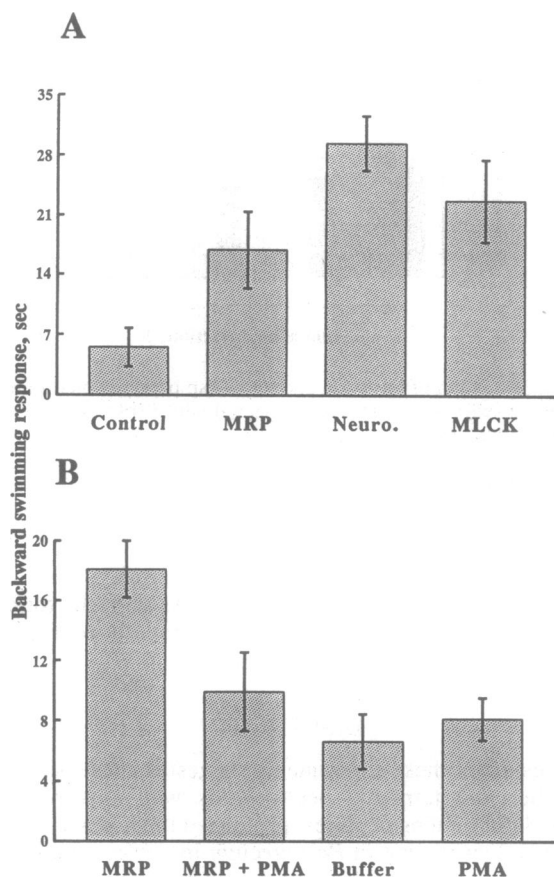 A
35
28
21
14
7
0
Control MRP Neuro. MLCK
Backward swimming response, sec
B
20
16
12
8
4
0
MRP MRP + PMA Buffer PMA